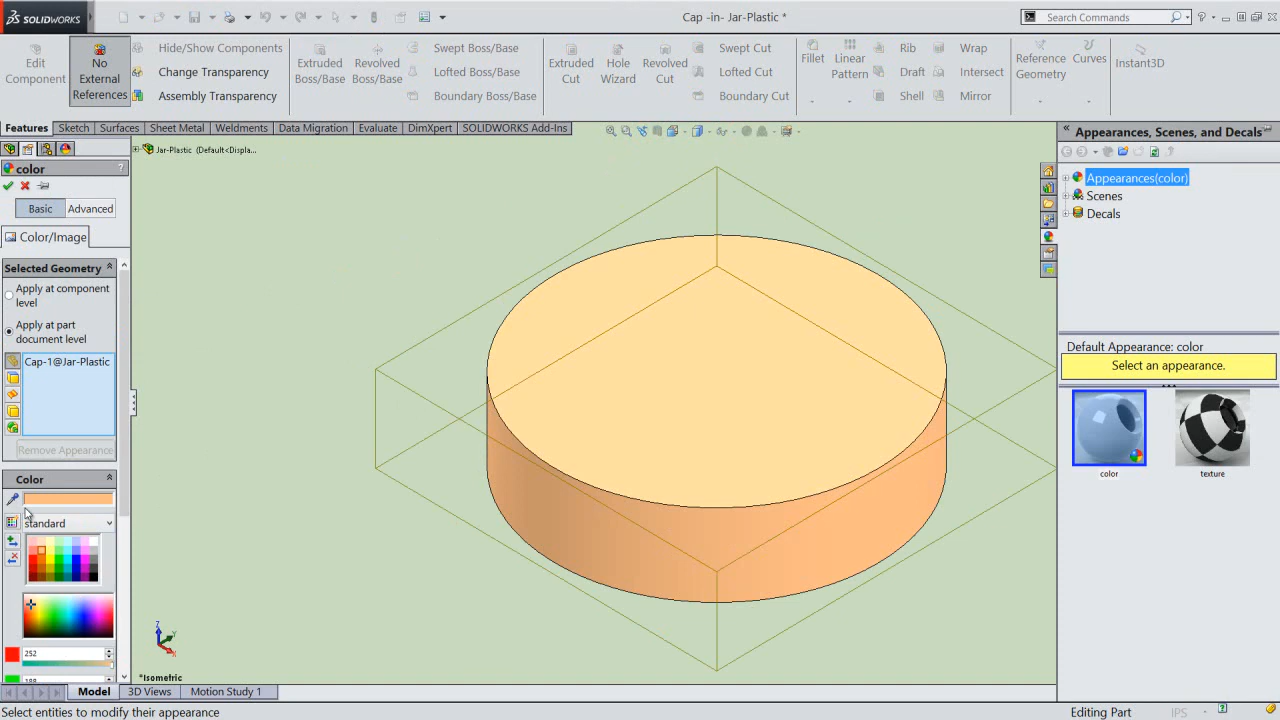 SOLIDWORKS
Cap -in- Jar-Plastic *
Search Commands
Edit Component
No External References
Hide/Show Components
Change Transparency
Assembly Transparency
Extruded Boss/Base
Revolved Boss/Base
Swept Boss/Base
Lofted Boss/Base
Boundary Boss/Base
Extruded Cut
Hole Wizard
Revolved Cut
Swept Cut
Lofted Cut
Boundary Cut
Fillet
Linear Pattern
Rib
Draft
Shell
Wrap
Intersect
Mirror
Reference Geometry
Curves
Instant3D
Features
Sketch
Surfaces
Sheet Metal
Weldments
Data Migration
Evaluate
DimXpert
SOLIDWORKS Add-Ins
color
?
Basic
Advanced
Color/Image
Selected Geometry
Apply at component
level
Apply at part
document level
Cap-1@Jar-Plastic
Remove Appearance
Color
standard
252
188
Jar-Plastic (Default<Displa...
Z
Y
X
*Isometric
Appearances, Scenes, and Decals
Appearances(color)
Scenes
Decals
Default Appearance: color
Select an appearance.
color
texture
Model
3D Views
Motion Study 1
Select entities to modify their appearance
Editing Part
IPS